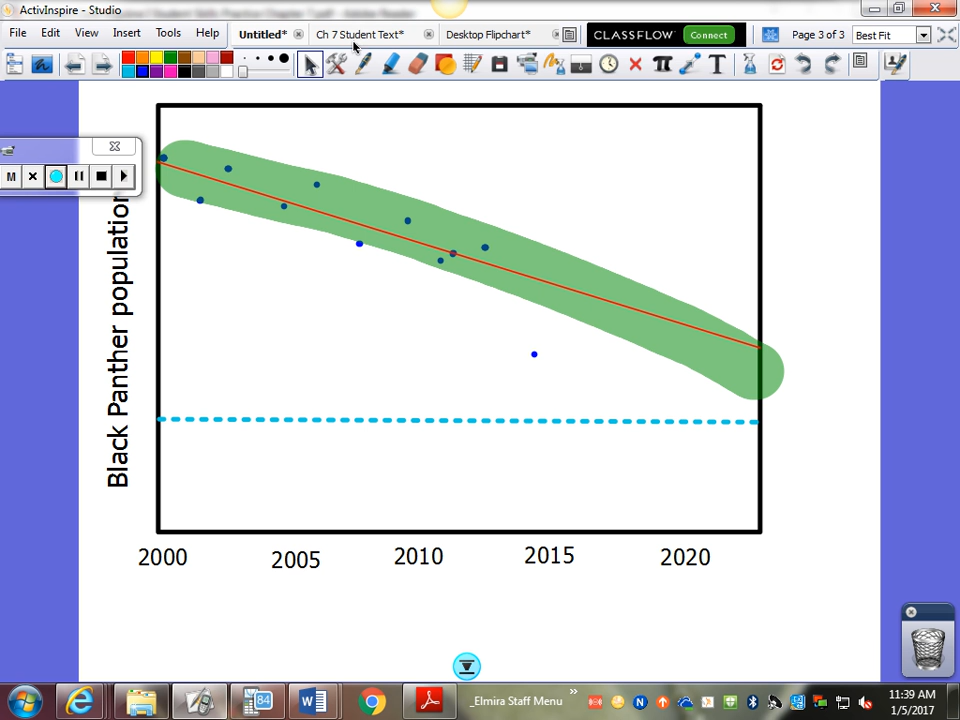 ActivInspire - Studio
File Edit View Insert Tools Help
Untitled* Ch 7 Student Text* Desktop Flipchart*
CLASSFLOW Connect
Page 3 of 3 Best Fit
M
Black Panther population
2000 2005 2010 2015 2020
84
_Elmira Staff Menu
11:39 AM
1/5/2017